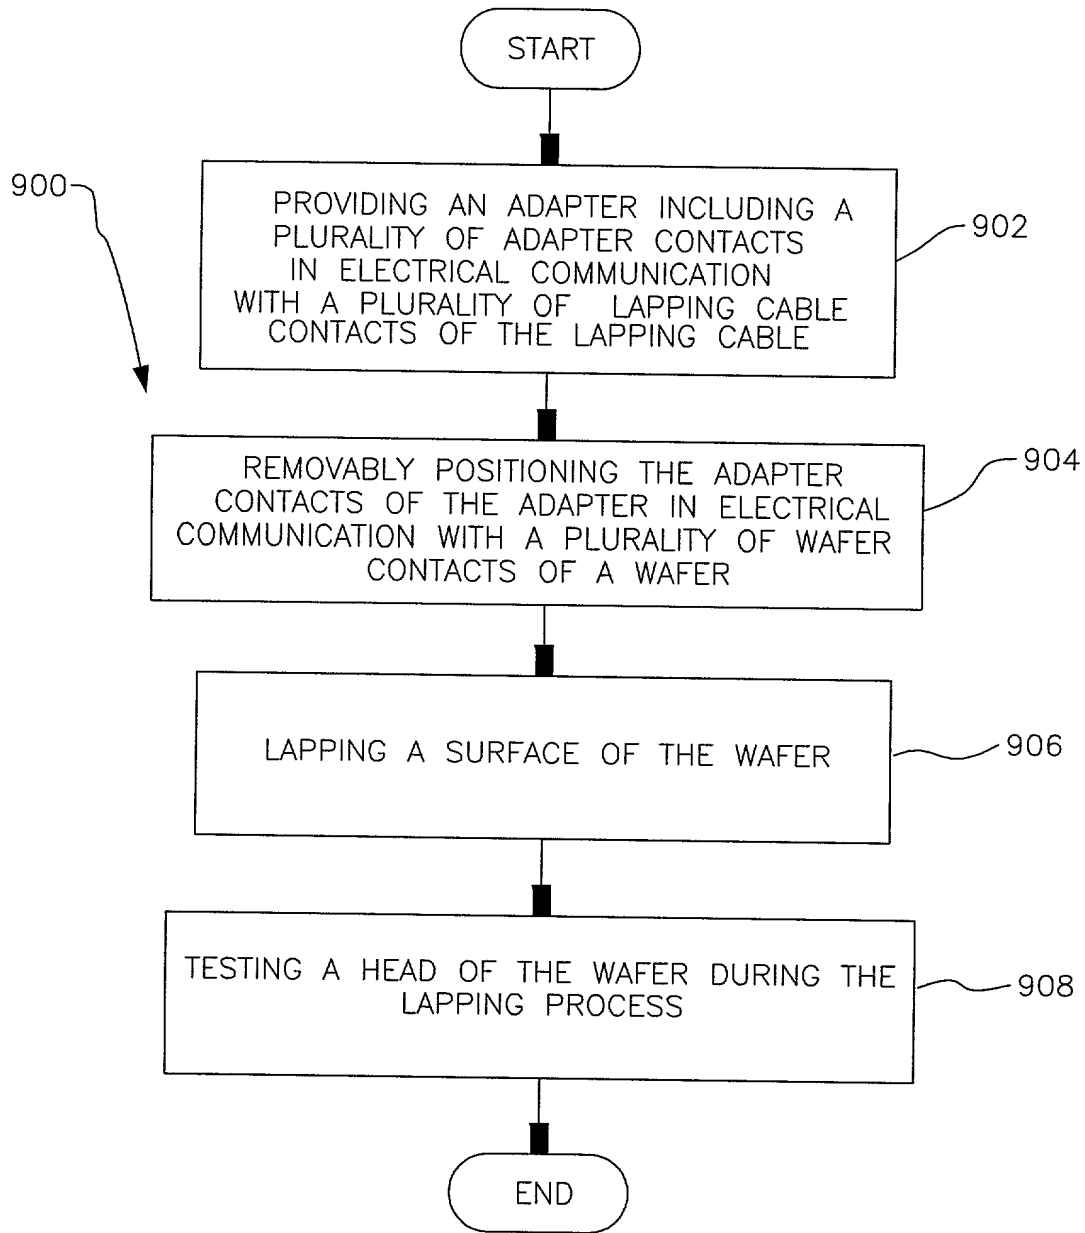 START
900
PROVIDING AN ADAPTER INCLUDING A
PLURALITY OF ADAPTER CONTACTS
IN ELECTRICAL COMMUNICATION
WITH A PLURALITY OF LAPPING CABLE
CONTACTS OF THE LAPPING CABLE
902
REMOVABLY POSITIONING THE ADAPTER
CONTACTS OF THE ADAPTER IN ELECTRICAL
COMMUNICATION WITH A PLURALITY OF WAFER
CONTACTS OF A WAFER
904
LAPPING A SURFACE OF THE WAFER
906
TESTING A HEAD OF THE WAFER DURING THE
LAPPING PROCESS
908
END